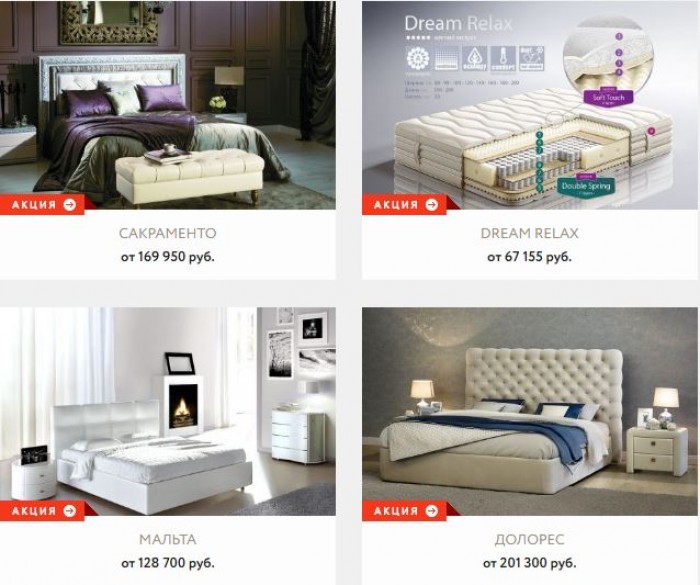 Dream Relax
АКЦИЯ
АКЦИЯ
САКРАМЕНТО
DREAM RELAX
от 169 950 руб.
от 67 155 руб.
Soft Touch
Double Spring
АКЦИЯ
АКЦИЯ
МАЛЬТА
ДОЛОРЕС
от 128 700 руб.
от 201 300 руб.